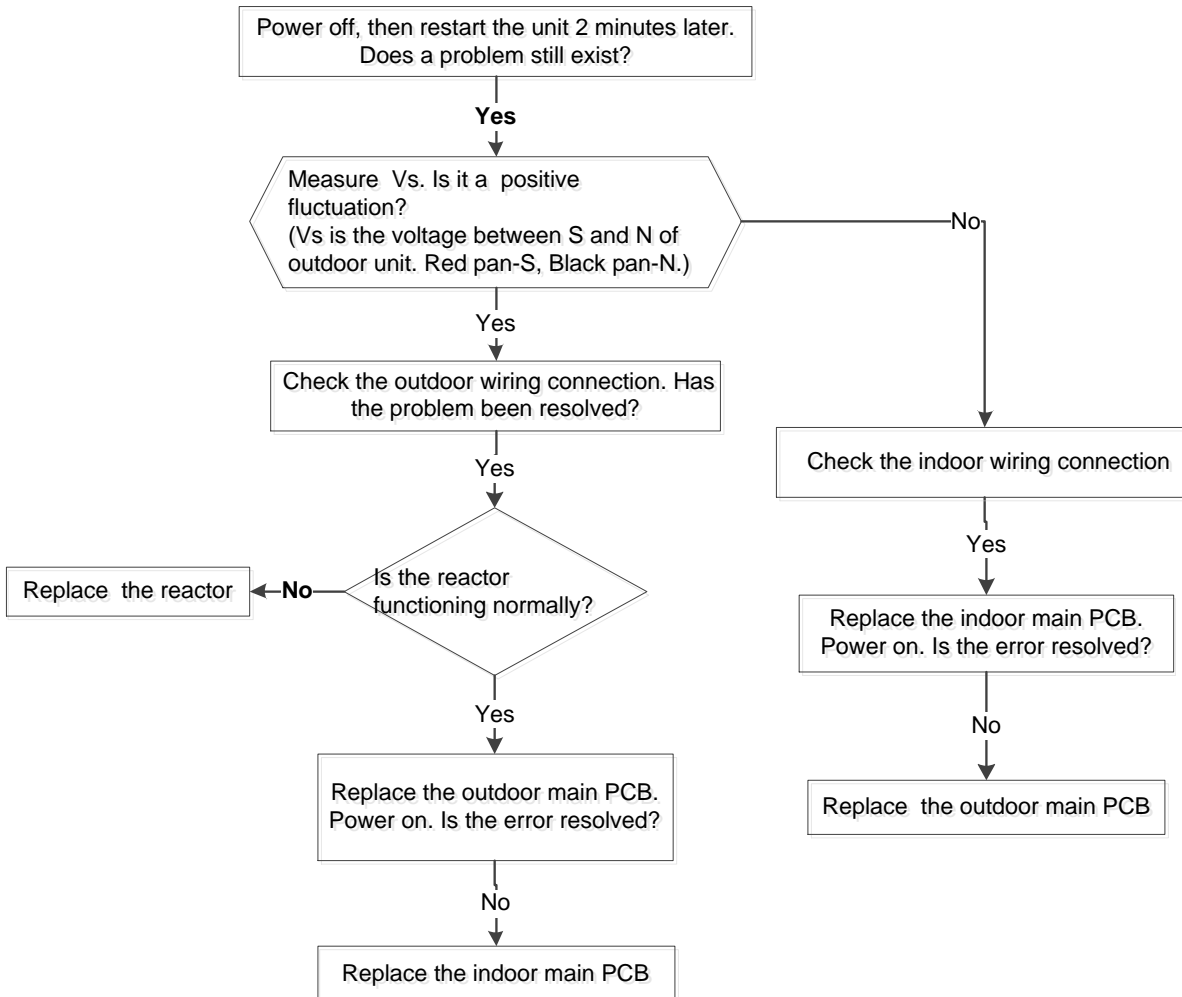 Power off, then restart the unit 2 minutes later.
Does a problem still exist?
Yes
Measure Vs. Is it a positive
fluctuation?
(Vs is the voltage between S and N of
outdoor unit. Red pan-S, Black pan-N.)
No
Yes
Check the outdoor wiring connection. Has
the problem been resolved?
Check the indoor wiring connection
Yes
Yes
Is the reactor
functioning normally?
No
Replace the reactor
Replace the indoor main PCB.
Power on. Is the error resolved?
Yes
No
Replace the outdoor main PCB.
Power on. Is the error resolved?
Replace the outdoor main PCB
No
Replace the indoor main PCB